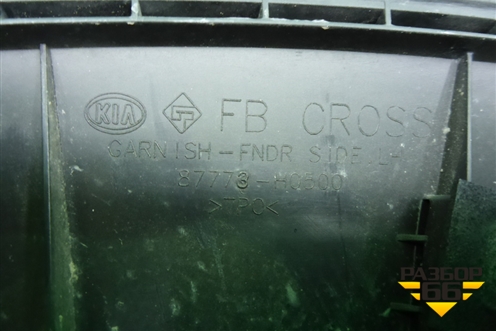 KIA FB CROSS
GARNISH-FNDR SIDE,LH
87773-H0500
>TPO<
РАЗБОР
66